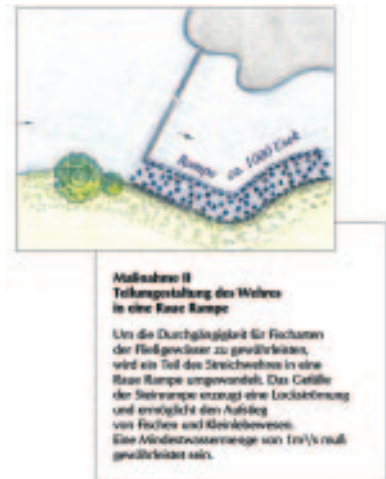 Rampe ca. 1000
Maßnahme II
Teilumgestaltung des Wehres
in eine Raue Rampe
Um die Durchgängigkeit für Fischarten
der Fließgewässer zu gewährleisten,
wird ein Teil des Streichwehres in eine
Raue Rampe umgewandelt. Das Gefälle
der Steinrampe erzeugt eine Lockströmung
und ermöglicht den Aufstieg
von Fischen und Kleinlebewesen.
Eine Mindestwassermenge von 1m³/s muß
gewährleistet sein.